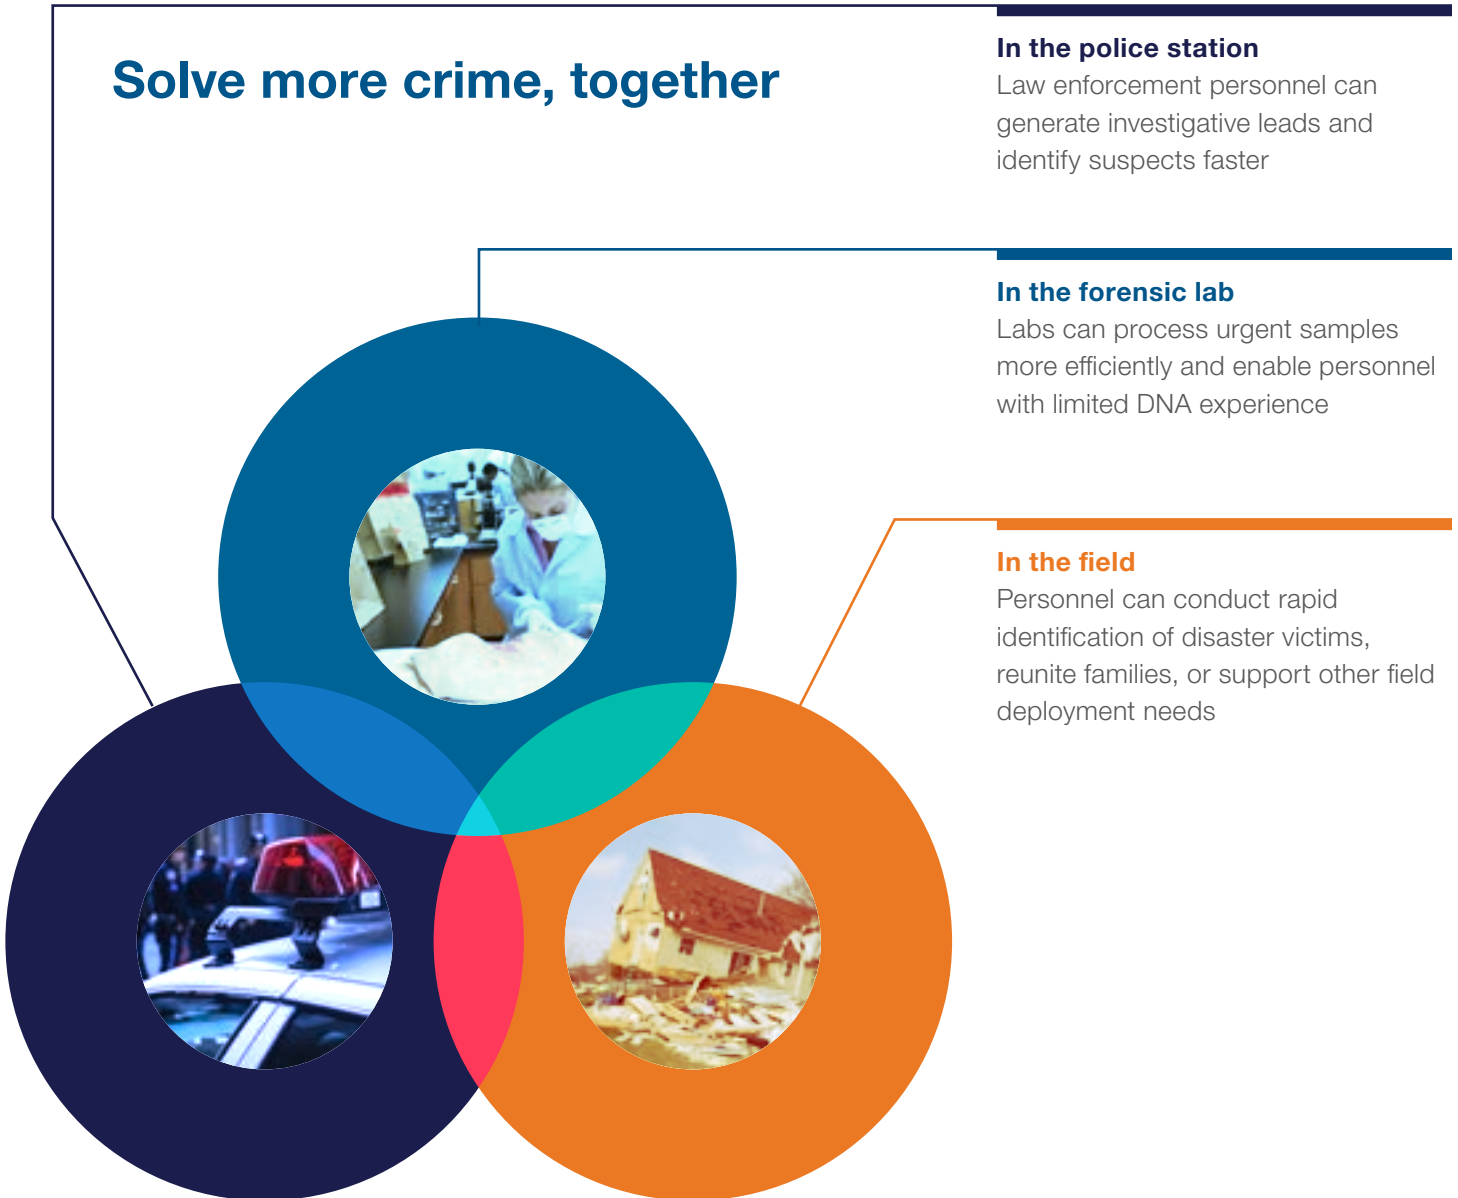 Solve more crime, together
In the police station
Law enforcement personnel can
generate investigative leads and
identify suspects faster
In the forensic lab
Labs can process urgent samples
more efficiently and enable personnel
with limited DNA experience
In the field
Personnel can conduct rapid
identification of disaster victims,
reunite families, or support other field
deployment needs